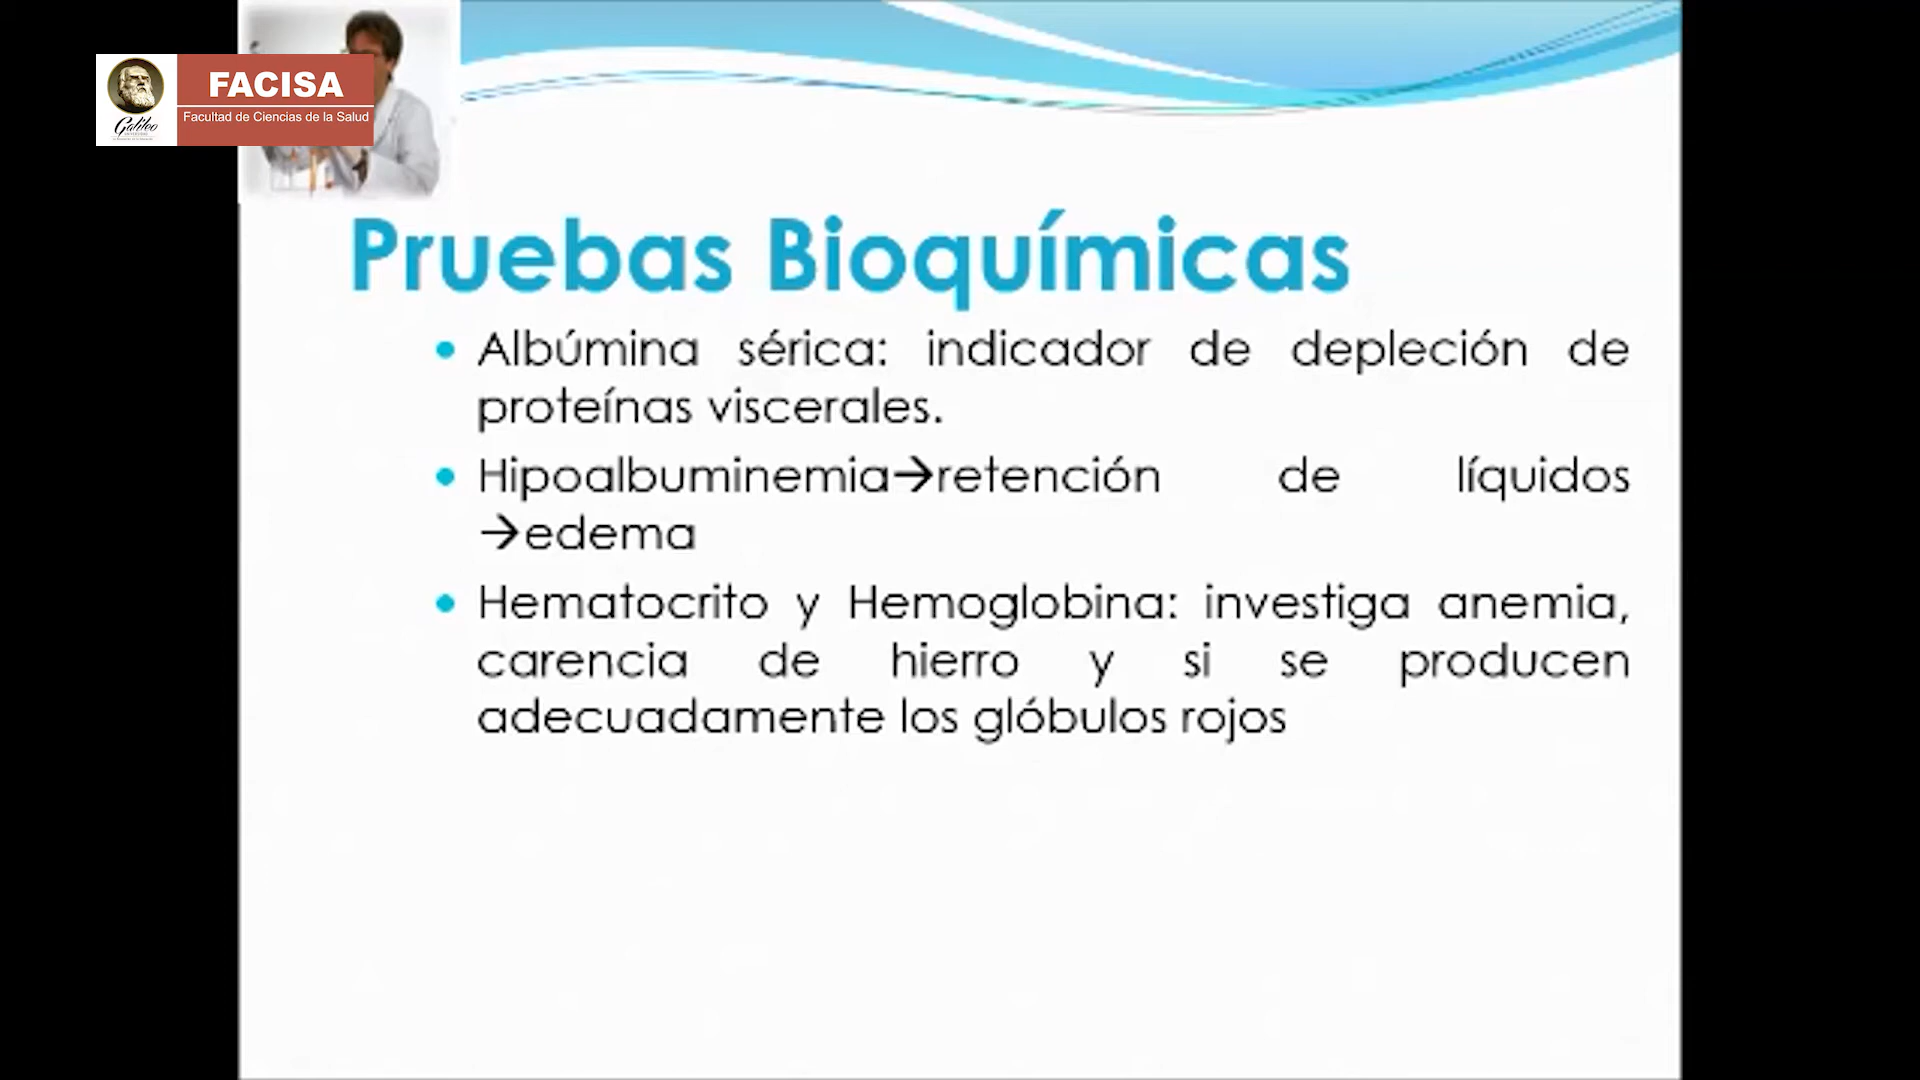 FACISA
Galileo
Facultad de Ciencias de la Salud
Pruebas Bioquímicas
• Albúmina sérica: indicador de depleción de
proteínas viscerales.
• Hipoalbuminemia→retención de líquidos
→edema
• Hematocrito y Hemoglobina: investiga anemia,
carencia de hierro y si se producen
adecuadamente los glóbulos rojos